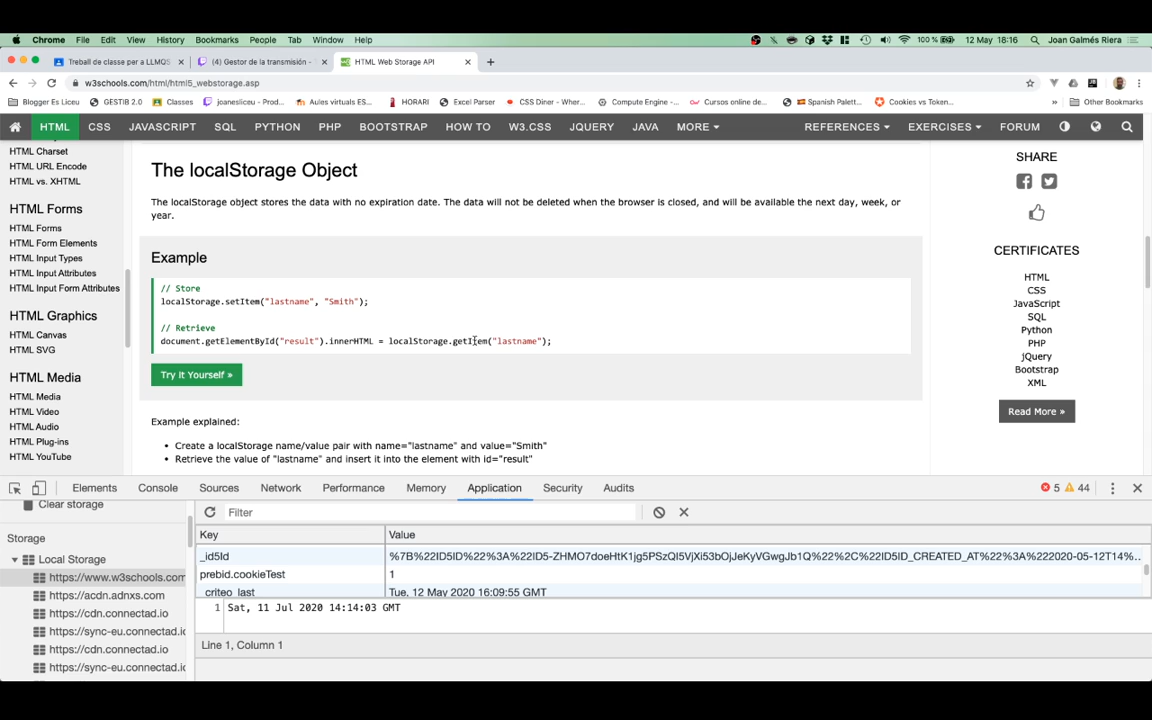 Chrome File Edit View History Bookmarks People Tab Window Help
100% 12 May 18:16 Joan Galmés Riera
Treball de classe per a LLMQS ×
(4) Gestor de la transmisión - ×
HTML Web Storage API ×
w3schools.com/html/html5_webstorage.asp
Blogger Es Liceu GESTIB 2.0 Classes joanesliceu - Prod... Aules virtuals ES... HORARI Excel Parser CSS Diner - Wher... Compute Engine -... Cursos online de... Spanish Palett... Cookies vs Token... » Other Bookmarks
HTML CSS JAVASCRIPT SQL PYTHON PHP BOOTSTRAP HOW TO W3.CSS JQUERY JAVA MORE REFERENCES EXERCISES FORUM
HTML Charset
HTML URL Encode
HTML vs. XHTML
HTML Forms
HTML Forms
HTML Form Elements
HTML Input Types
HTML Input Attributes
HTML Input Form Attributes
HTML Graphics
HTML Canvas
HTML SVG
HTML Media
HTML Media
HTML Video
HTML Audio
HTML Plug-ins
HTML YouTube
The localStorage Object
The localStorage object stores the data with no expiration date. The data will not be deleted when the browser is closed, and will be available the next day, week, or
year.
Example
// Store
localStorage.setItem("lastname", "Smith");
// Retrieve
document.getElementById("result").innerHTML = localStorage.getItem("lastname");
Try it Yourself »
Example explained:
• Create a localStorage name/value pair with name="lastname" and value="Smith"
• Retrieve the value of "lastname" and insert it into the element with id="result"
SHARE
CERTIFICATES
HTML
CSS
JavaScript
SQL
Python
PHP
jQuery
Bootstrap
XML
Read More »
Elements Console Sources Network Performance Memory Application Security Audits 5 44
Clear storage
Storage
Local Storage
https://www.w3schools.com
https://acdn.adnxs.com
https://cdn.connectad.io
https://sync-eu.connectad.io
https://cdn.connectad.io
https://sync-eu.connectad.io
Filter
Key Value
_id5Id %7B%22ID5ID%22%3A%22ID5-ZHMO7doeHtK1jg5PSzQI5VjXi53bOjJeKyVGwgJb1Q%22%2C%22ID5ID_CREATED_AT%22%3A%222020-05-12T14%...
prebid.cookieTest 1
criteo_last Tue, 12 May 2020 16:09:55 GMT
1 Sat, 11 Jul 2020 14:14:03 GMT
Line 1, Column 1